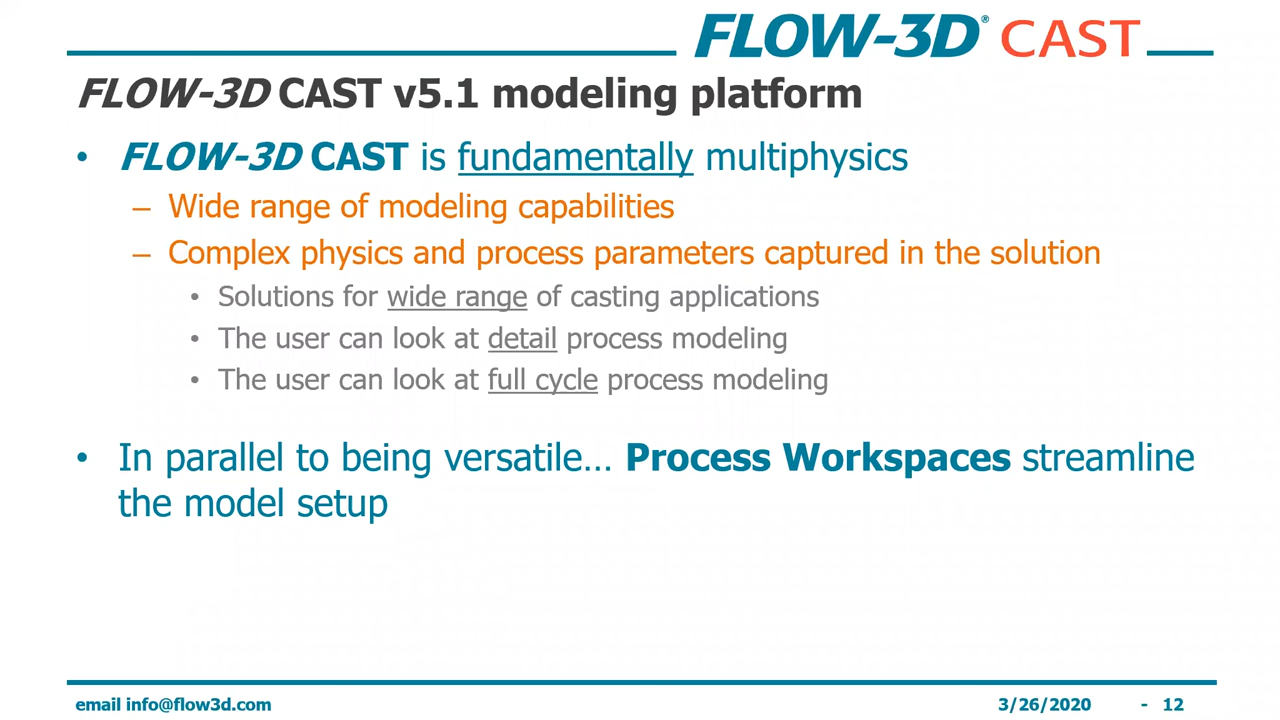 FLOW-3D® CAST
FLOW-3D CAST v5.1 modeling platform
• FLOW-3D CAST is fundamentally multiphysics
– Wide range of modeling capabilities
– Complex physics and process parameters captured in the solution
• Solutions for wide range of casting applications
• The user can look at detail process modeling
• The user can look at full cycle process modeling
• In parallel to being versatile... Process Workspaces streamline
the model setup
email info@flow3d.com 3/26/2020 - 12